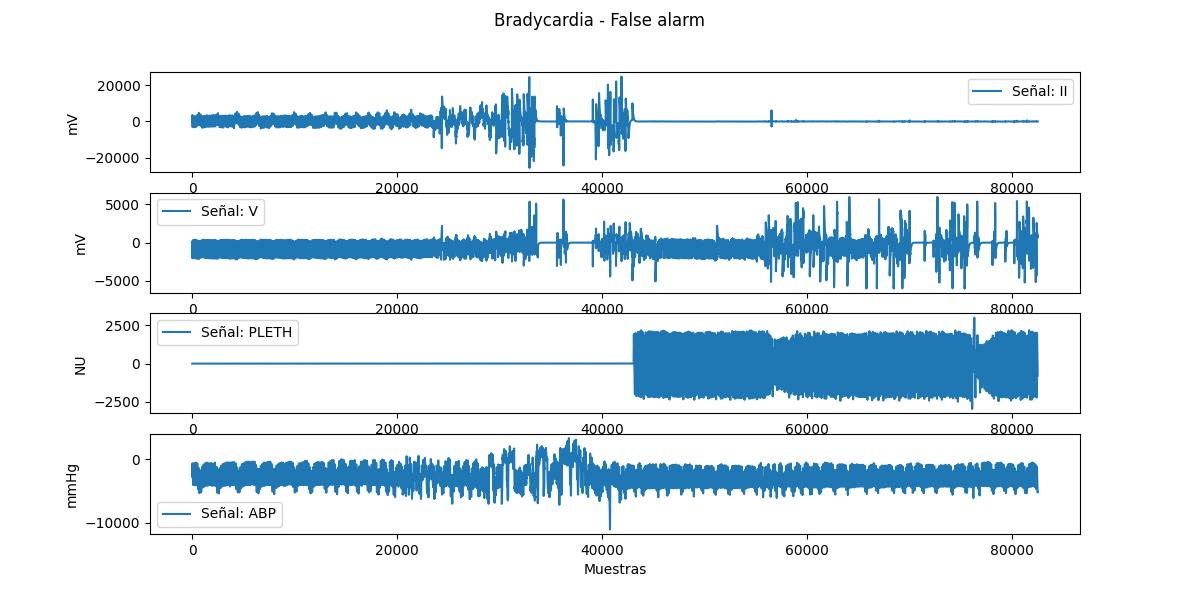 Bradycardia - False alarm
20000
0
−20000
mV
Señal: II
0 20000 40000 60000 80000
5000
0
−5000
mV
Señal: V
0 20000 40000 60000 80000
2500
0
−2500
NU
Señal: PLETH
0 20000 40000 60000 80000
0
−10000
mmHg
Señal: ABP
0 20000 40000 60000 80000
Muestras